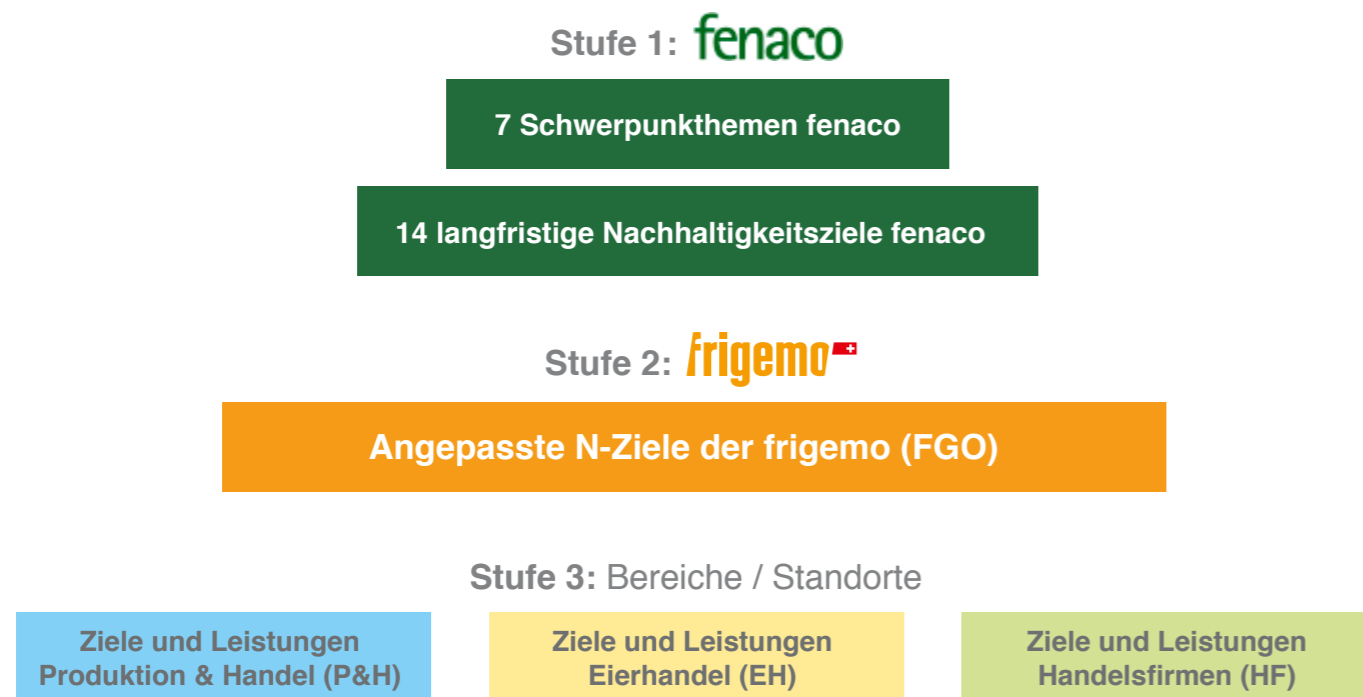 Stufe 1: fenaco
7 Schwerpunkthemen fenaco
14 langfristige Nachhaltigkeitsziele fenaco
Stufe 2: frigemo
Angepasste N-Ziele der frigemo (FGO)
Stufe 3: Bereiche / Standorte
Ziele und Leistungen
Produktion & Handel (P&H)
Ziele und Leistungen
Eierhandel (EH)
Ziele und Leistungen
Handelsfirmen (HF)